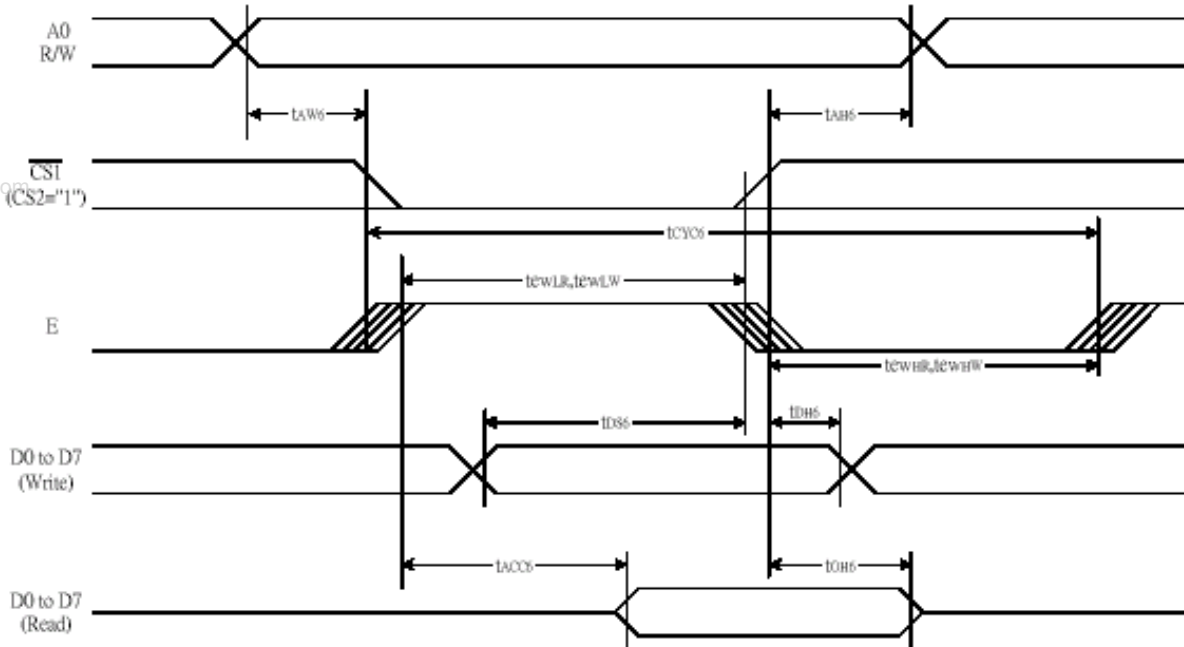 A0
R/W
tAW6
tAH6
CS1
om
(CS2="1")
tCYC6
tEWLR,tEWLW
E
tEWHR,tEWHW
tDS6
tDH6
D0 to D7
(Write)
tACC6
tOH6
D0 to D7
(Read)